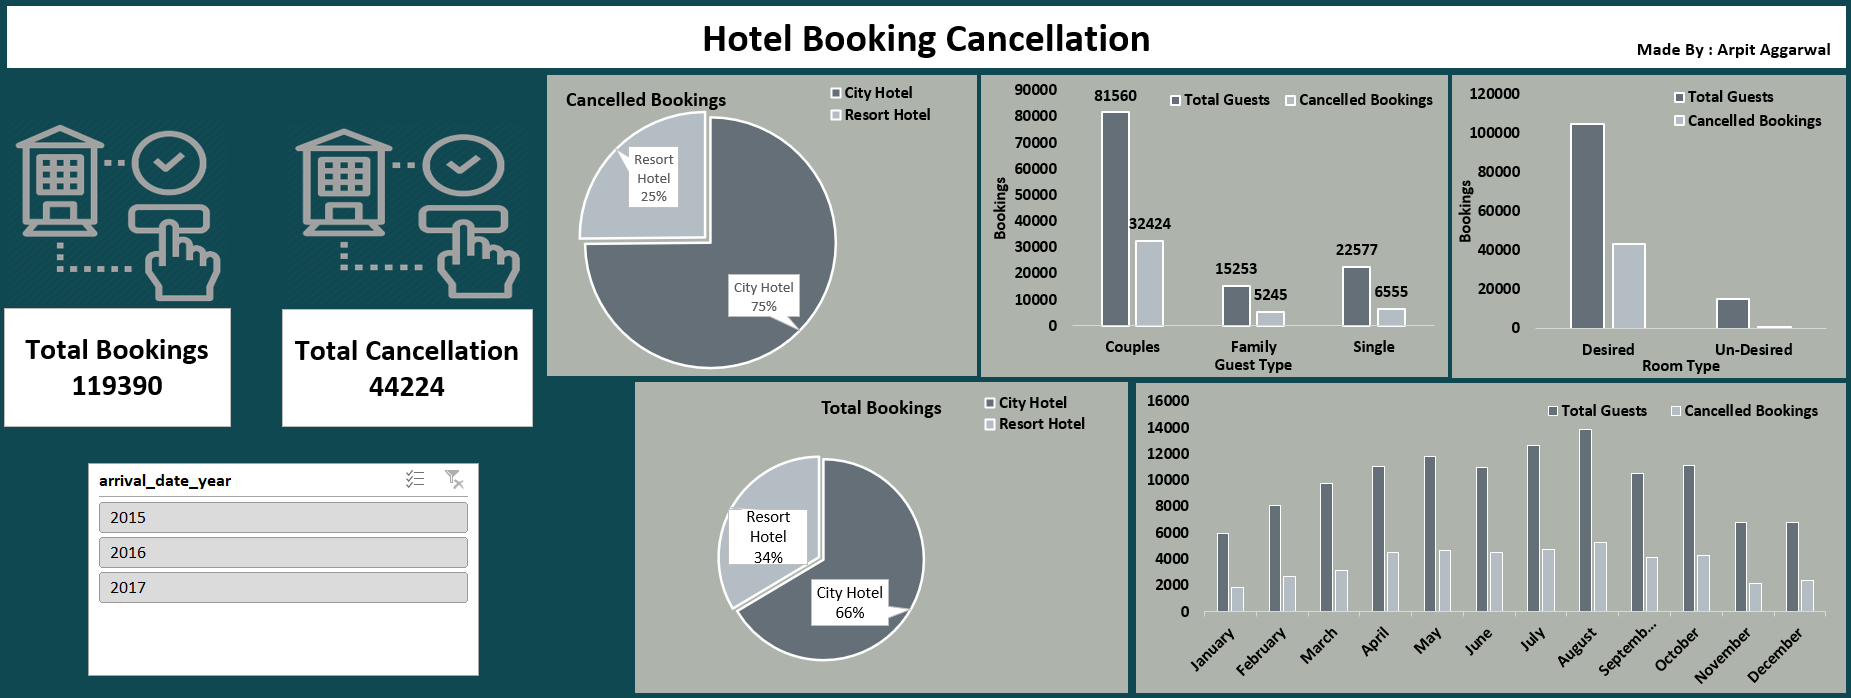 Hotel Booking Cancellation
Made By : Arpit Aggarwal
Total Bookings
119390
Total Cancellation
44224
arrival_date_year
2015
2016
2017
Cancelled Bookings
City Hotel
Resort Hotel
Resort
Hotel
25%
City Hotel
75%
Total Guests
Cancelled Bookings
Bookings
90000
80000
70000
60000
50000
40000
30000
20000
10000
0
81560
32424
15253
5245
22577
6555
Couples
Family
Single
Guest Type
Total Guests
Cancelled Bookings
Bookings
120000
100000
80000
60000
40000
20000
0
Desired
Un-Desired
Room Type
Total Bookings
City Hotel
Resort Hotel
Resort
Hotel
34%
City Hotel
66%
Total Guests
Cancelled Bookings
16000
14000
12000
10000
8000
6000
4000
2000
0
January
February
March
April
May
June
July
August
Septemb...
October
November
December